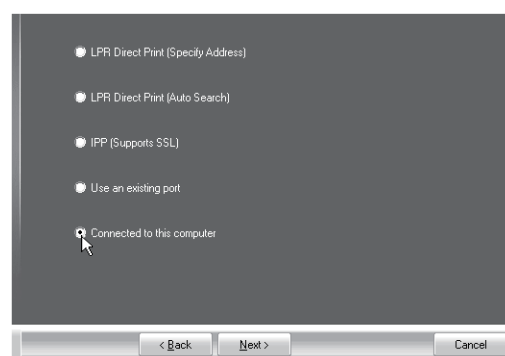 LPR Direct Print (Specify Address)
LPR Direct Print (Auto Search)
IPP (Supports SSL)
Use an existing port
Connected to this computer
< Back Next > Cancel